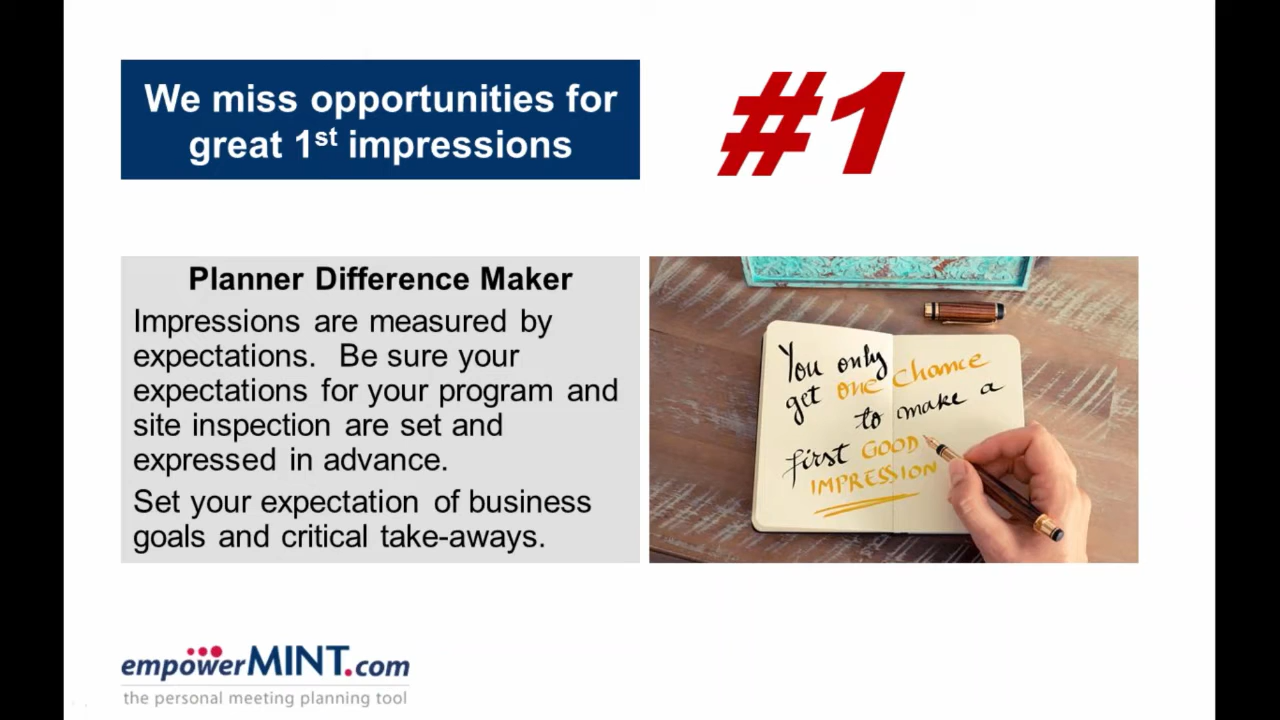 We miss opportunities for
great 1st impressions
#1
Planner Difference Maker
Impressions are measured by
expectations.  Be sure your
expectations for your program and
site inspection are set and
expressed in advance.
Set your expectation of business
goals and critical take-aways.
You only
get one chance
to make a
first GOOD
IMPRESSION
empowerMINT.com
the personal meeting planning tool